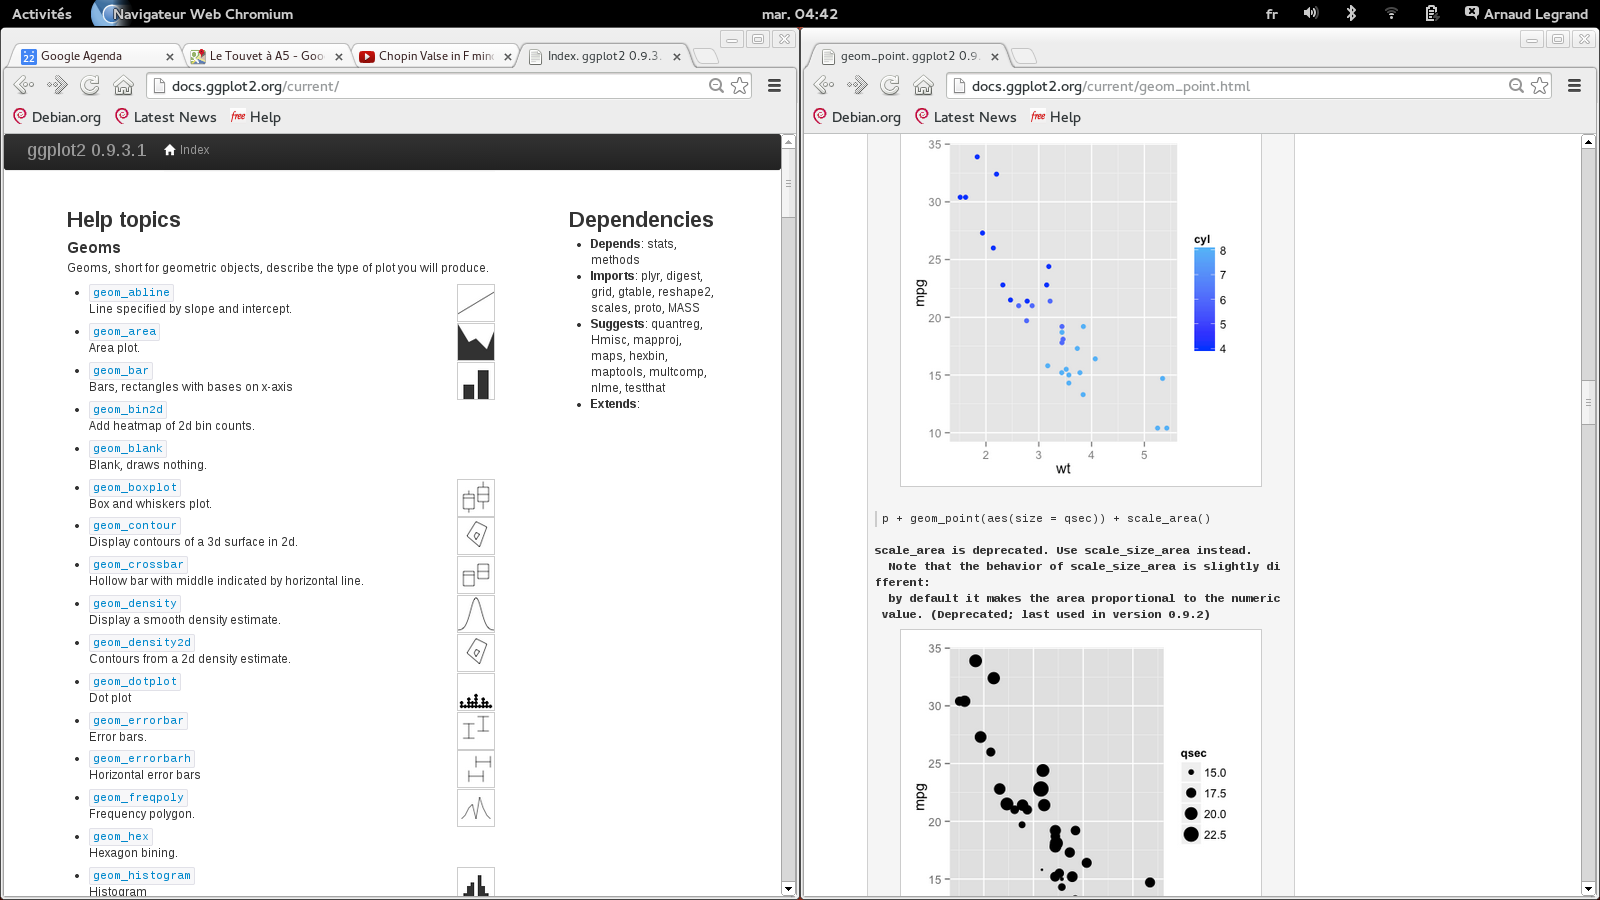 Activités
Navigateur Web Chromium
mar. 04:42
fr
Arnaud Legrand
Google Agenda
Le Touvet à A5 - Goo
Chopin Valse in F min
Index. ggplot2 0.9.3.
docs.ggplot2.org/current/
Debian.org
Latest News
free Help
ggplot2 0.9.3.1
Index
Help topics
Geoms
Geoms, short for geometric objects, describe the type of plot you will produce.
geom_abline
Line specified by slope and intercept.
geom_area
Area plot.
geom_bar
Bars, rectangles with bases on x-axis
geom_bin2d
Add heatmap of 2d bin counts.
geom_blank
Blank, draws nothing.
geom_boxplot
Box and whiskers plot.
geom_contour
Display contours of a 3d surface in 2d.
geom_crossbar
Hollow bar with middle indicated by horizontal line.
geom_density
Display a smooth density estimate.
geom_density2d
Contours from a 2d density estimate.
geom_dotplot
Dot plot
geom_errorbar
Error bars.
geom_errorbarh
Horizontal error bars
geom_freqpoly
Frequency polygon.
geom_hex
Hexagon bining.
geom_histogram
Histogram
Dependencies
Depends: stats,
methods
Imports: plyr, digest,
grid, gtable, reshape2,
scales, proto, MASS
Suggests: quantreg,
Hmisc, mapproj,
maps, hexbin,
maptools, multcomp,
nlme, testthat
Extends:
geom_point. ggplot2 0.9.
docs.ggplot2.org/current/geom_point.html
Debian.org
Latest News
free Help
35
30
25
20
15
10
mpg
2
3
4
5
wt
cyl
8
7
6
5
4
p + geom_point(aes(size = qsec)) + scale_area()
scale_area is deprecated. Use scale_size_area instead.
Note that the behavior of scale_size_area is slightly di
fferent:
by default it makes the area proportional to the numeric
value. (Deprecated; last used in version 0.9.2)
35
30
25
20
15
mpg
qsec
15.0
17.5
20.0
22.5